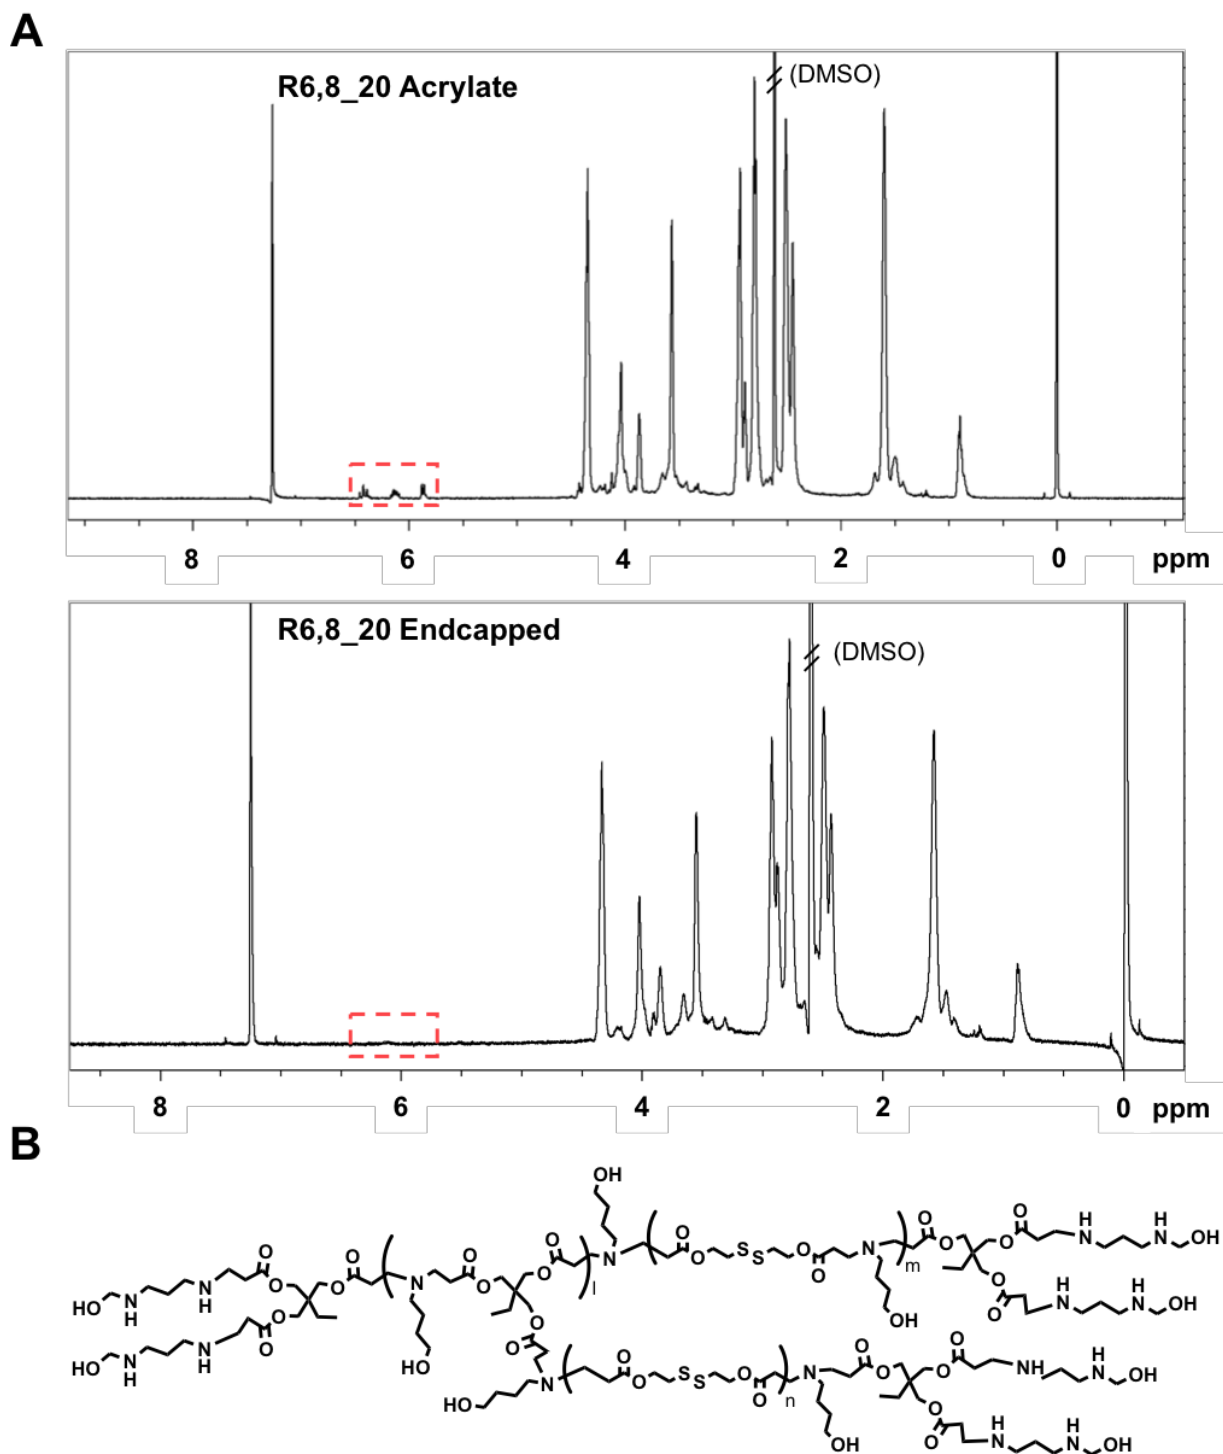 A
R6,8_20 Acrylate
(DMSO)
8 6 4 2 0 ppm
R6,8_20 Endcapped
(DMSO)
8 6 4 2 0 ppm
B
OH
O O O O O O O
H H
N N OH
O O O S S O O N m
HO N H N H O O O N l
O O
HO N H N H O O
N
HO
O
O
O
O
OH
H H
N N OH
O
HO N
O
O S S O
O
n
N
OH
O
O
O
O
NH
H
N OH
O
O
H H
N N OH